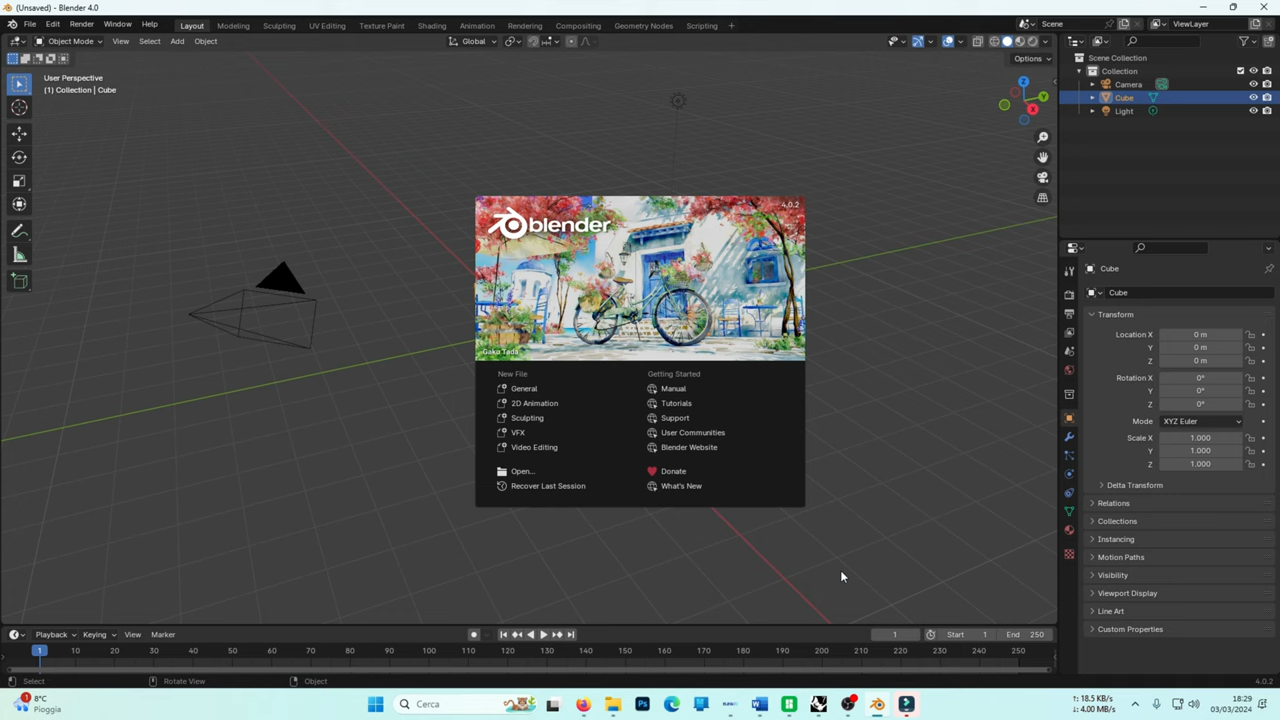 (Unsaved) - Blender 4.0
File Edit Render Window Help Layout Modeling Sculpting UV Editing Texture Paint Shading Animation Rendering Compositing Geometry Nodes Scripting + Scene ViewLayer
Object Mode View Select Add Object Global
Options
User Perspective
(1) Collection | Cube
Z
Y
X
Scene Collection
Collection
Camera
Cube
Light
blender
4.0.2
Gaku Tada
New File
General
2D Animation
Sculpting
VFX
Video Editing
Open...
Recover Last Session
Getting Started
Manual
Tutorials
Support
User Communities
Blender Website
Donate
What's New
Cube
Cube
Transform
Location X 0 m
Y 0 m
Z 0 m
Rotation X 0°
Y 0°
Z 0°
Mode XYZ Euler
Scale X 1.000
Y 1.000
Z 1.000
Delta Transform
Relations
Collections
Instancing
Motion Paths
Visibility
Viewport Display
Line Art
Custom Properties
Playback Keying View Marker 1 Start 1 End 250
1 10 20 30 40 50 60 70 80 90 100 110 120 130 140 150 160 170 180 190 200 210 220 230 240 250
Select Rotate View Object 4.0.2
1
8°C
Pioggia
Cerca
Ps
W
↑: 18.5 KB/s
↓: 4.00 MB/s
18:29
03/03/2024